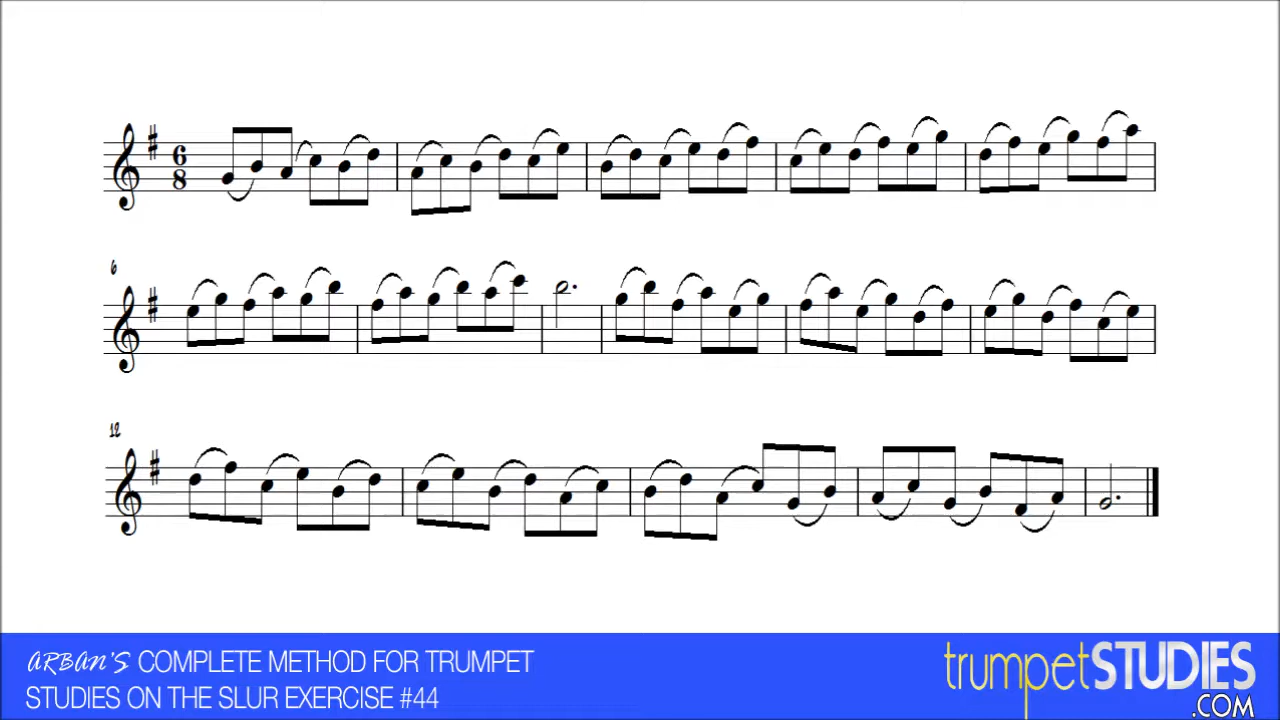 6
8
6
12
ARBAN'S COMPLETE METHOD FOR TRUMPET
STUDIES ON THE SLUR EXERCISE #44
trumpetSTUDIES
.COM